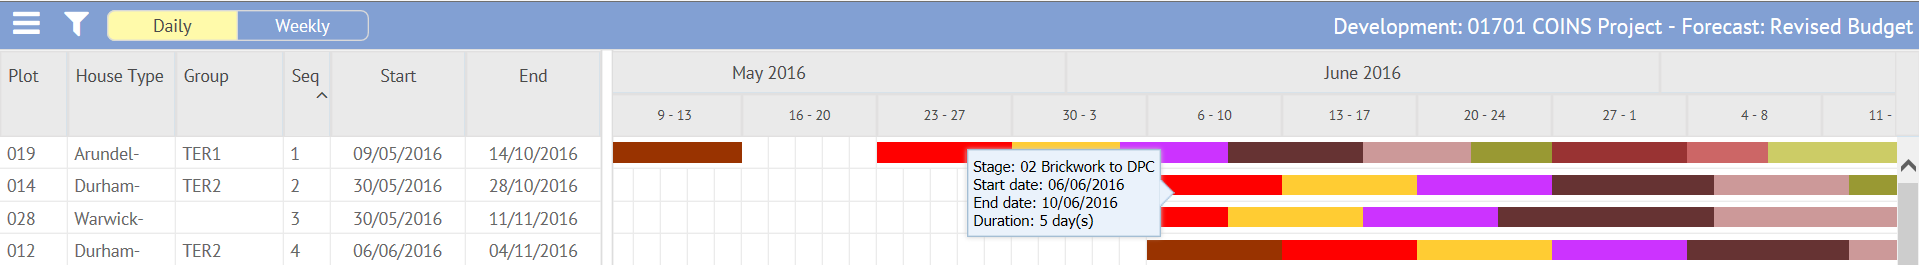 Daily Weekly Development: 01701 COINS Project - Forecast: Revised Budget
Plot House Type Group Seq Start End May 2016 June 2016
9 - 13 16 - 20 23 - 27 30 - 3 6 - 10 13 - 17 20 - 24 27 - 1 4 - 8 11 -
019 Arundel- TER1 1 09/05/2016 14/10/2016
014 Durham- TER2 2 30/05/2016 28/10/2016
028 Warwick- 3 30/05/2016 11/11/2016
012 Durham- TER2 4 06/06/2016 04/11/2016
Stage: 02 Brickwork to DPC
Start date: 06/06/2016
End date: 10/06/2016
Duration: 5 day(s)